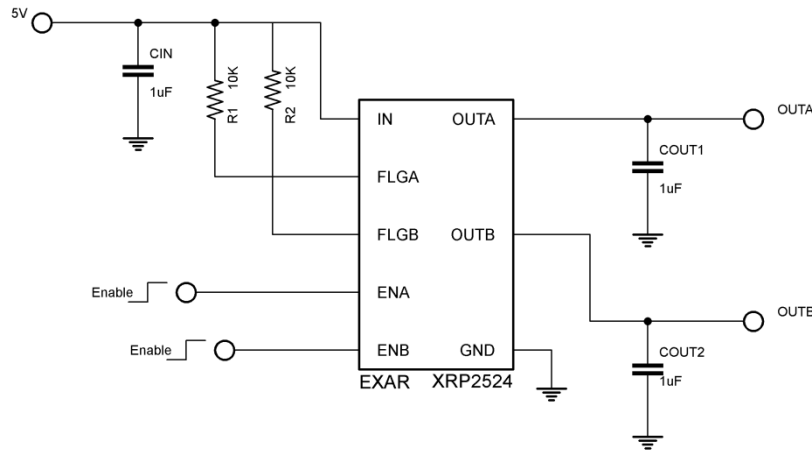 5V
CIN
1uF
10K
R1
10K
R2
IN
OUTA
OUTA
FLGA
COUT1
1uF
FLGB
OUTB
Enable
ENA
OUTB
Enable
ENB
GND
COUT2
1uF
EXAR XRP2524